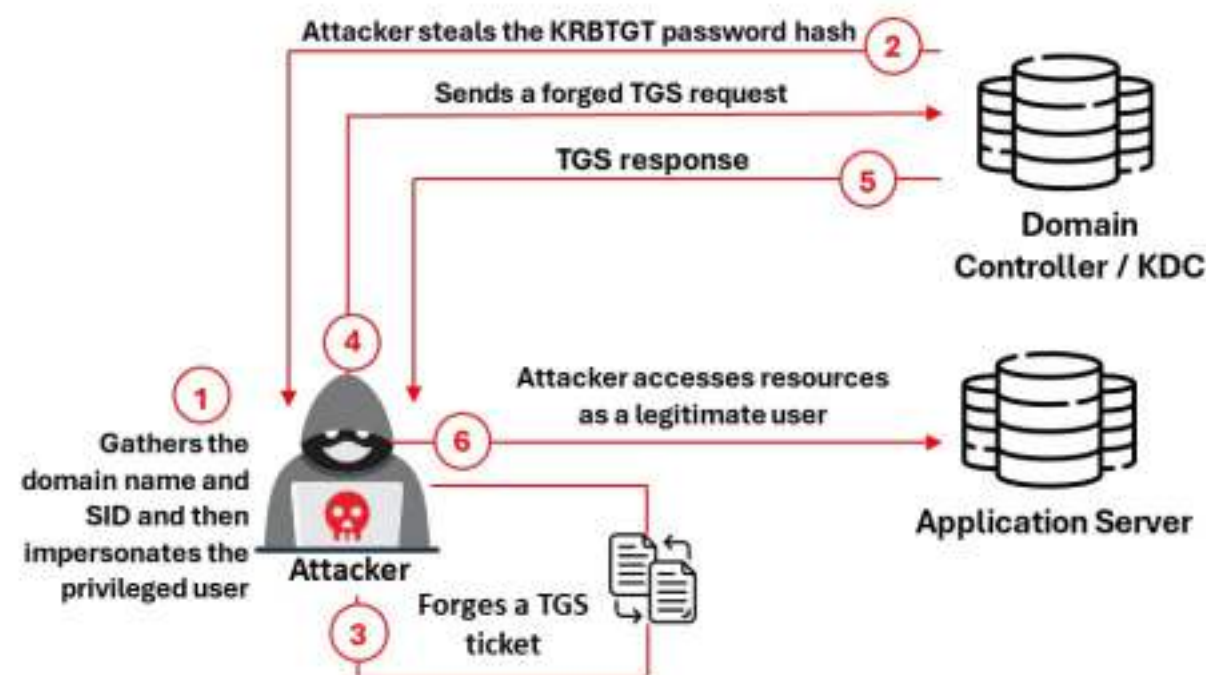 Attacker steals the KRBTGT password hash
2
Sends a forged TGS request
TGS response
5
Domain
Controller / KDC
4
1
Gathers the
domain name and
SID and then
impersonates the
privileged user
Attacker
Attacker accesses resources
as a legitimate user
6
Application Server
Forges a TGS
ticket
3